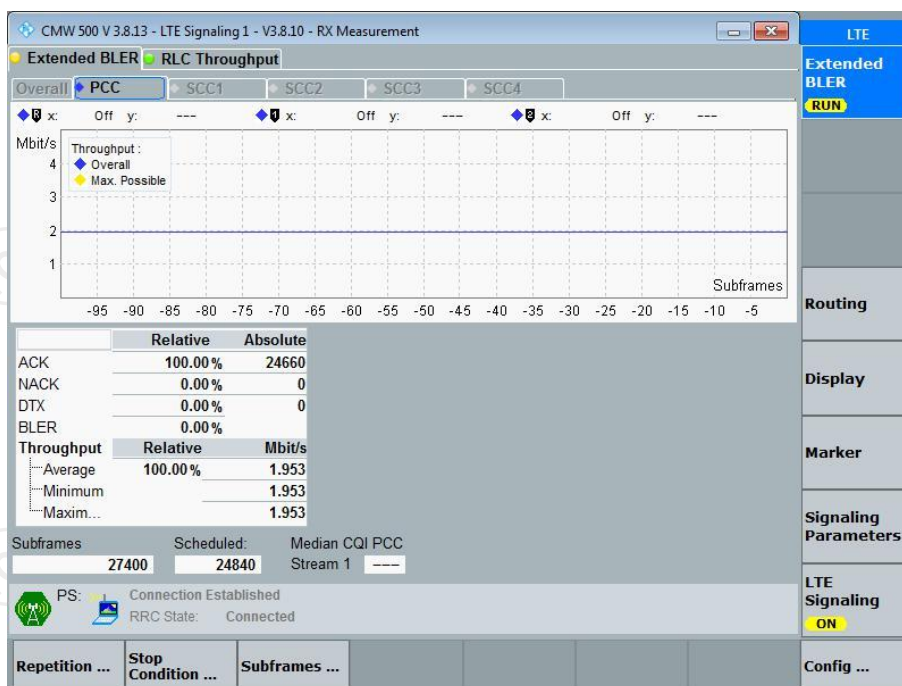 CMW 500 V 3.8.13 - LTE Signaling 1 - V3.8.10 - RX Measurement
LTE
Extended BLER RLC Throughput
Extended
BLER
RUN
Overall PCC SCC1 SCC2 SCC3 SCC4
x: Off y: --- x: Off y: --- x: Off y: ---
Mbit/s
Throughput :
Overall
Max. Possible
4
3
2
1
Subframes
-95 -90 -85 -80 -75 -70 -65 -60 -55 -50 -45 -40 -35 -30 -25 -20 -15 -10 -5
Routing
Display
Marker
Signaling
Parameters
LTE
Signaling
ON
Relative Absolute
ACK 100.00 % 24660
NACK 0.00 % 0
DTX 0.00 % 0
BLER 0.00 %
Throughput Relative Mbit/s
Average 100.00 % 1.953
Minimum 1.953
Maxim... 1.953
Subframes Scheduled: Median CQI PCC
27400 24840 Stream 1 ---
PS: Connection Established
RRC State: Connected
Repetition ... Stop
Condition ... Subframes ... Config ...